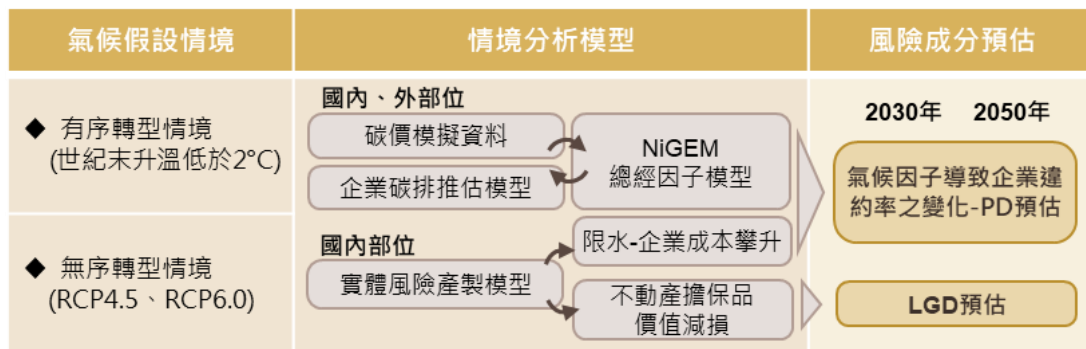 氣候假設情境
情境分析模型
風險成分預估
◆ 有序轉型情境
(世紀末升溫低於2°C)
◆ 無序轉型情境
(RCP4.5、RCP6.0)
國內、外部位
碳價模擬資料
企業碳排推估模型
NiGEM
總經因子模型
國內部位
實體風險產製模型
限水-企業成本攀升
不動產擔保品
價值減損
2030年 2050年
氣候因子導致企業違
約率之變化-PD預估
LGD預估